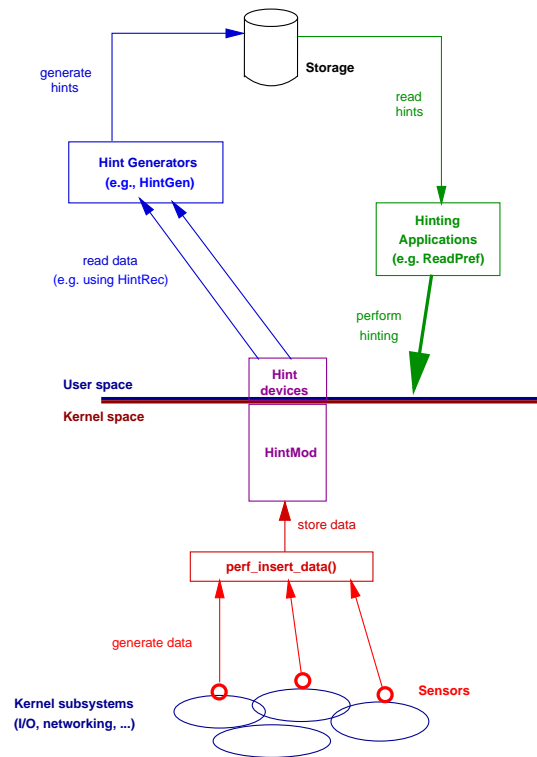 generate
hints
Storage
read
hints
Hint Generators
(e.g., HintGen)
Hinting
Applications
(e.g. ReadPref)
read data
(e.g. using HintRec)
perform
hinting
Hint
devices
User space
Kernel space
HintMod
store data
perf_insert_data()
generate data
Sensors
Kernel subsystems
(I/O, networking, ...)